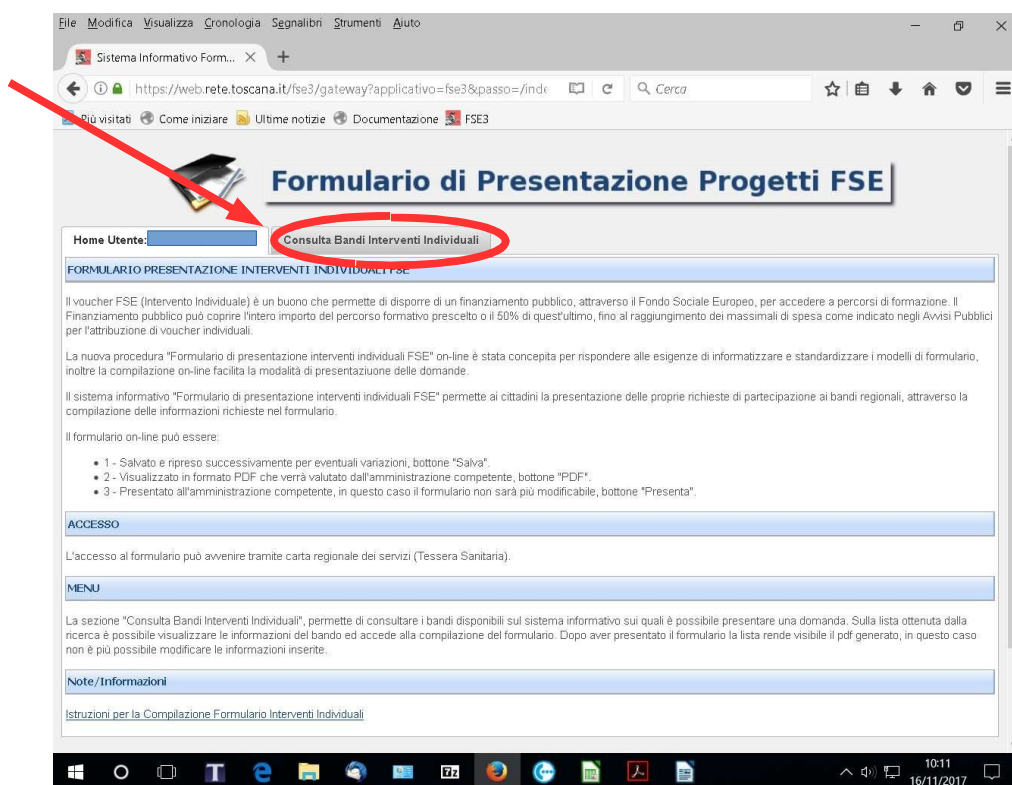 File Modifica Visualizza Cronologia Segnalibri Strumenti Aiuto
Sistema Informativo Form...
https://web.rete.toscana.it/fse3/gateway?applicativo=fse3&passo=/inde
Cerca
Più visitati Come iniziare Ultime notizie Documentazione FSE3
Formulario di Presentazione Progetti FSE
Home Utente:
Consulta Bandi Interventi Individuali
FORMULARIO PRESENTAZIONE INTERVENTI INDIVIDUALI FSE
Il voucher FSE (Intervento Individuale) è un buono che permette di disporre di un finanziamento pubblico, attraverso il Fondo Sociale Europeo, per accedere a percorsi di formazione. Il
Finanziamento pubblico può coprire l'intero importo del percorso formativo prescelto o il 50% di quest'ultimo, fino al raggiungimento dei massimali di spesa come indicato negli Avvisi Pubblici
per l'attribuzione di voucher individuali.
La nuova procedura "Formulario di presentazione interventi individuali FSE" on-line è stata concepita per rispondere alle esigenze di informatizzare e standardizzare i modelli di formulario,
inoltre la compilazione on-line facilita la modalità di presentaziuone delle domande.
Il sistema informativo "Formulario di presentazione interventi individuali FSE" permette ai cittadini la presentazione delle proprie richieste di partecipazione ai bandi regionali, attraverso la
compilazione delle informazioni richieste nel formulario.
Il formulario on-line può essere:
• 1 - Salvato e ripreso successivamente per eventuali variazioni, bottone "Salva".
• 2 - Visualizzato in formato PDF che verrà valutato dall'amministrazione competente, bottone "PDF".
• 3 - Presentato all'amministrazione competente, in questo caso il formulario non sarà più modificabile, bottone "Presenta".
ACCESSO
L'accesso al formulario può avvenire tramite carta regionale dei servizi (Tessera Sanitaria).
MENU
La sezione "Consulta Bandi Interventi Individuali", permette di consultare i bandi disponibili sul sistema informativo sui quali è possibile presentare una domanda. Sulla lista ottenuta dalla
ricerca è possibile visualizzare le informazioni del bando ed accede alla compilazione del formulario. Dopo aver presentato il formulario la lista rende visibile il pdf generato, in questo caso
non è più possibile modificare le informazioni inserite.
Note/Informazioni
Istruzioni per la Compilazione Formulario Interventi Individuali
10:11
16/11/2017